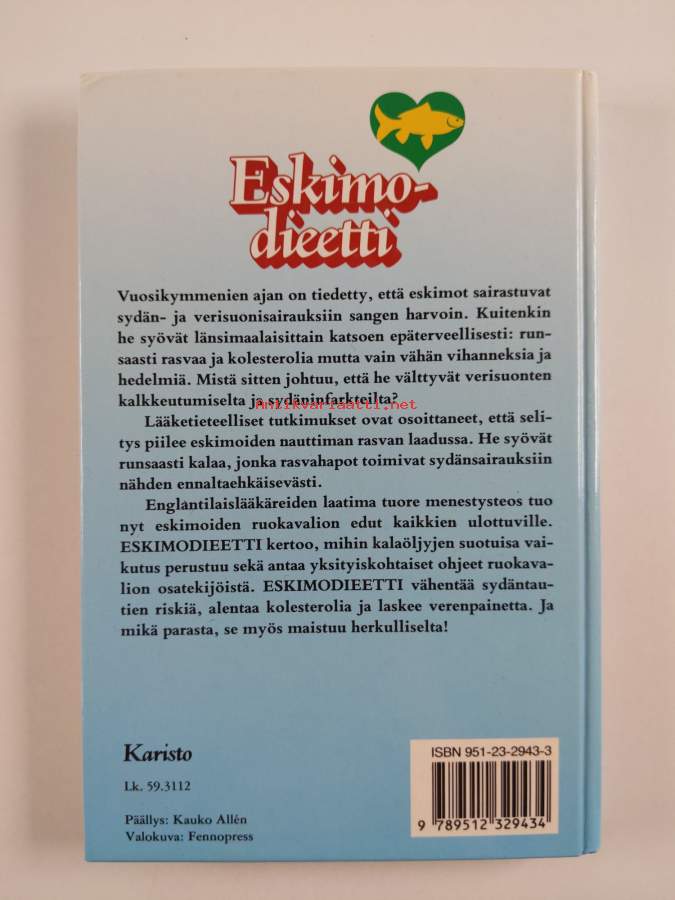 Eskimo-
dieetti
Vuosikymmenien ajan on tiedetty, että eskimot sairastuvat
sydän- ja verisuonisairauksiin sangen harvoin. Kuitenkin
he syövät länsimaalaisittain katsoen epäterveellisesti: run-
saasti rasvaa ja kolesterolia mutta vain vähän vihanneksia ja
hedelmiä. Mistä sitten johtuu, että he välttyvät verisuonten
kalkkeutumiselta ja sydäninfarkteilta?
Antikvariaatti.net
Lääketieteelliset tutkimukset ovat osoittaneet, että seli-
tys piilee eskimoiden nauttiman rasvan laadussa. He syövät
runsaasti kalaa, jonka rasvahapot toimivat sydänsairauksiin
nähden ennaltaehkäisevästi.
Englantilaislääkäreiden laatima tuore menestysteos tuo
nyt eskimoiden ruokavalion edut kaikkien ulottuville.
ESKIMODIEETTI kertoo, mihin kalaöljyjen suotuisa vai-
kutus perustuu sekä antaa yksityiskohtaiset ohjeet ruokava-
lion osatekijöistä. ESKIMODIEETTI vähentää sydäntau-
tien riskiä, alentaa kolesterolia ja laskee verenpainetta. Ja
mikä parasta, se myös maistuu herkulliselta!
Karisto
Lk. 59.3112
Päällys: Kauko Allén
Valokuva: Fennopress
ISBN 951-23-2943-3
9 789512 329434